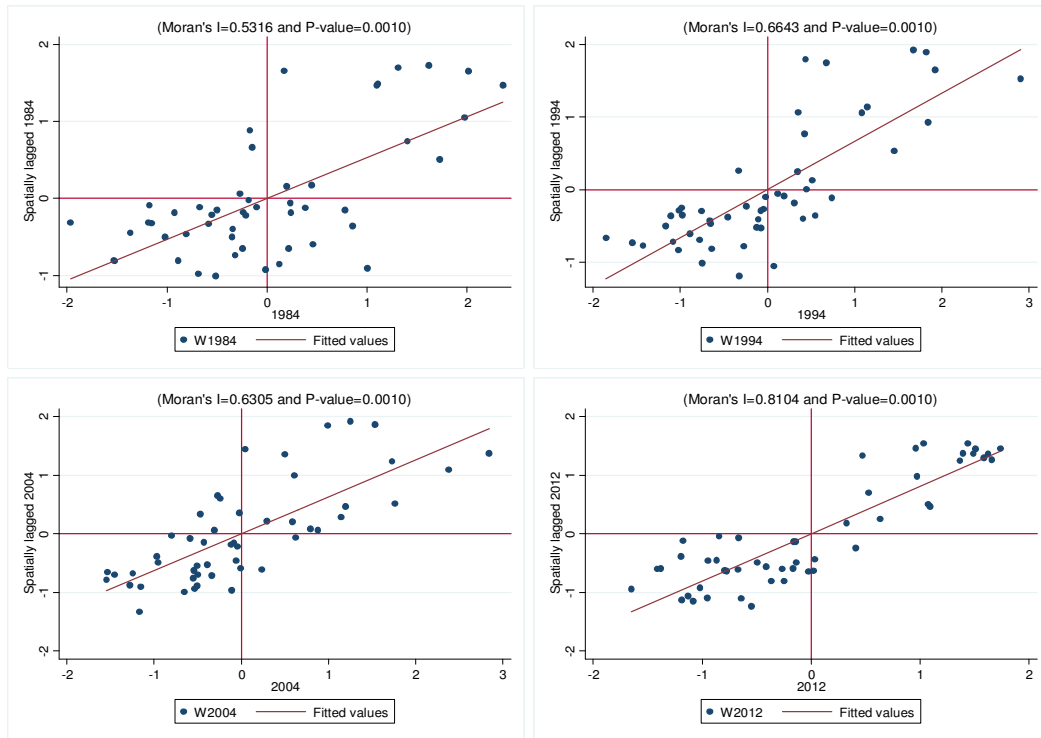 (Moran's I=0.5316 and P-value=0.0010)
Spatially lagged 1984
2
1
0
-1
-2
-1
0
1
2
1984
W1984
Fitted values
(Moran's I=0.6643 and P-value=0.0010)
Spatially lagged 1994
2
1
0
-1
-2
-1
0
1
2
3
1994
W1994
Fitted values
(Moran's I=0.6305 and P-value=0.0010)
Spatially lagged 2004
2
1
0
-1
-2
-2
-1
0
1
2
3
2004
W2004
Fitted values
(Moran's I=0.8104 and P-value=0.0010)
Spatially lagged 2012
2
1
0
-1
-2
-2
-1
0
1
2
2012
W2012
Fitted values